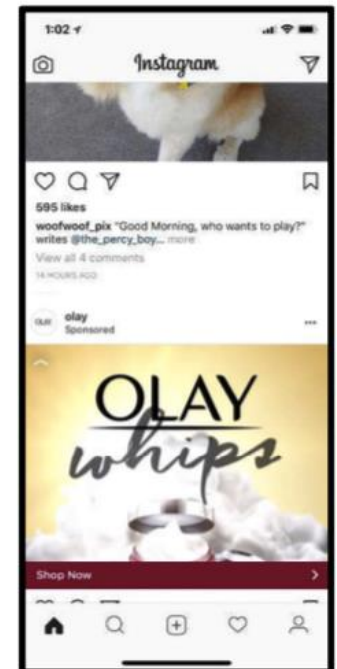 1:02
Instagram
595 likes
woofwoof_pix "Good Morning, who wants to play?"
writes @the_percy_boy... more
View all 4 comments
14 HOURS AGO
OLAY
olay
Sponsored
OLAY
whips
Shop Now